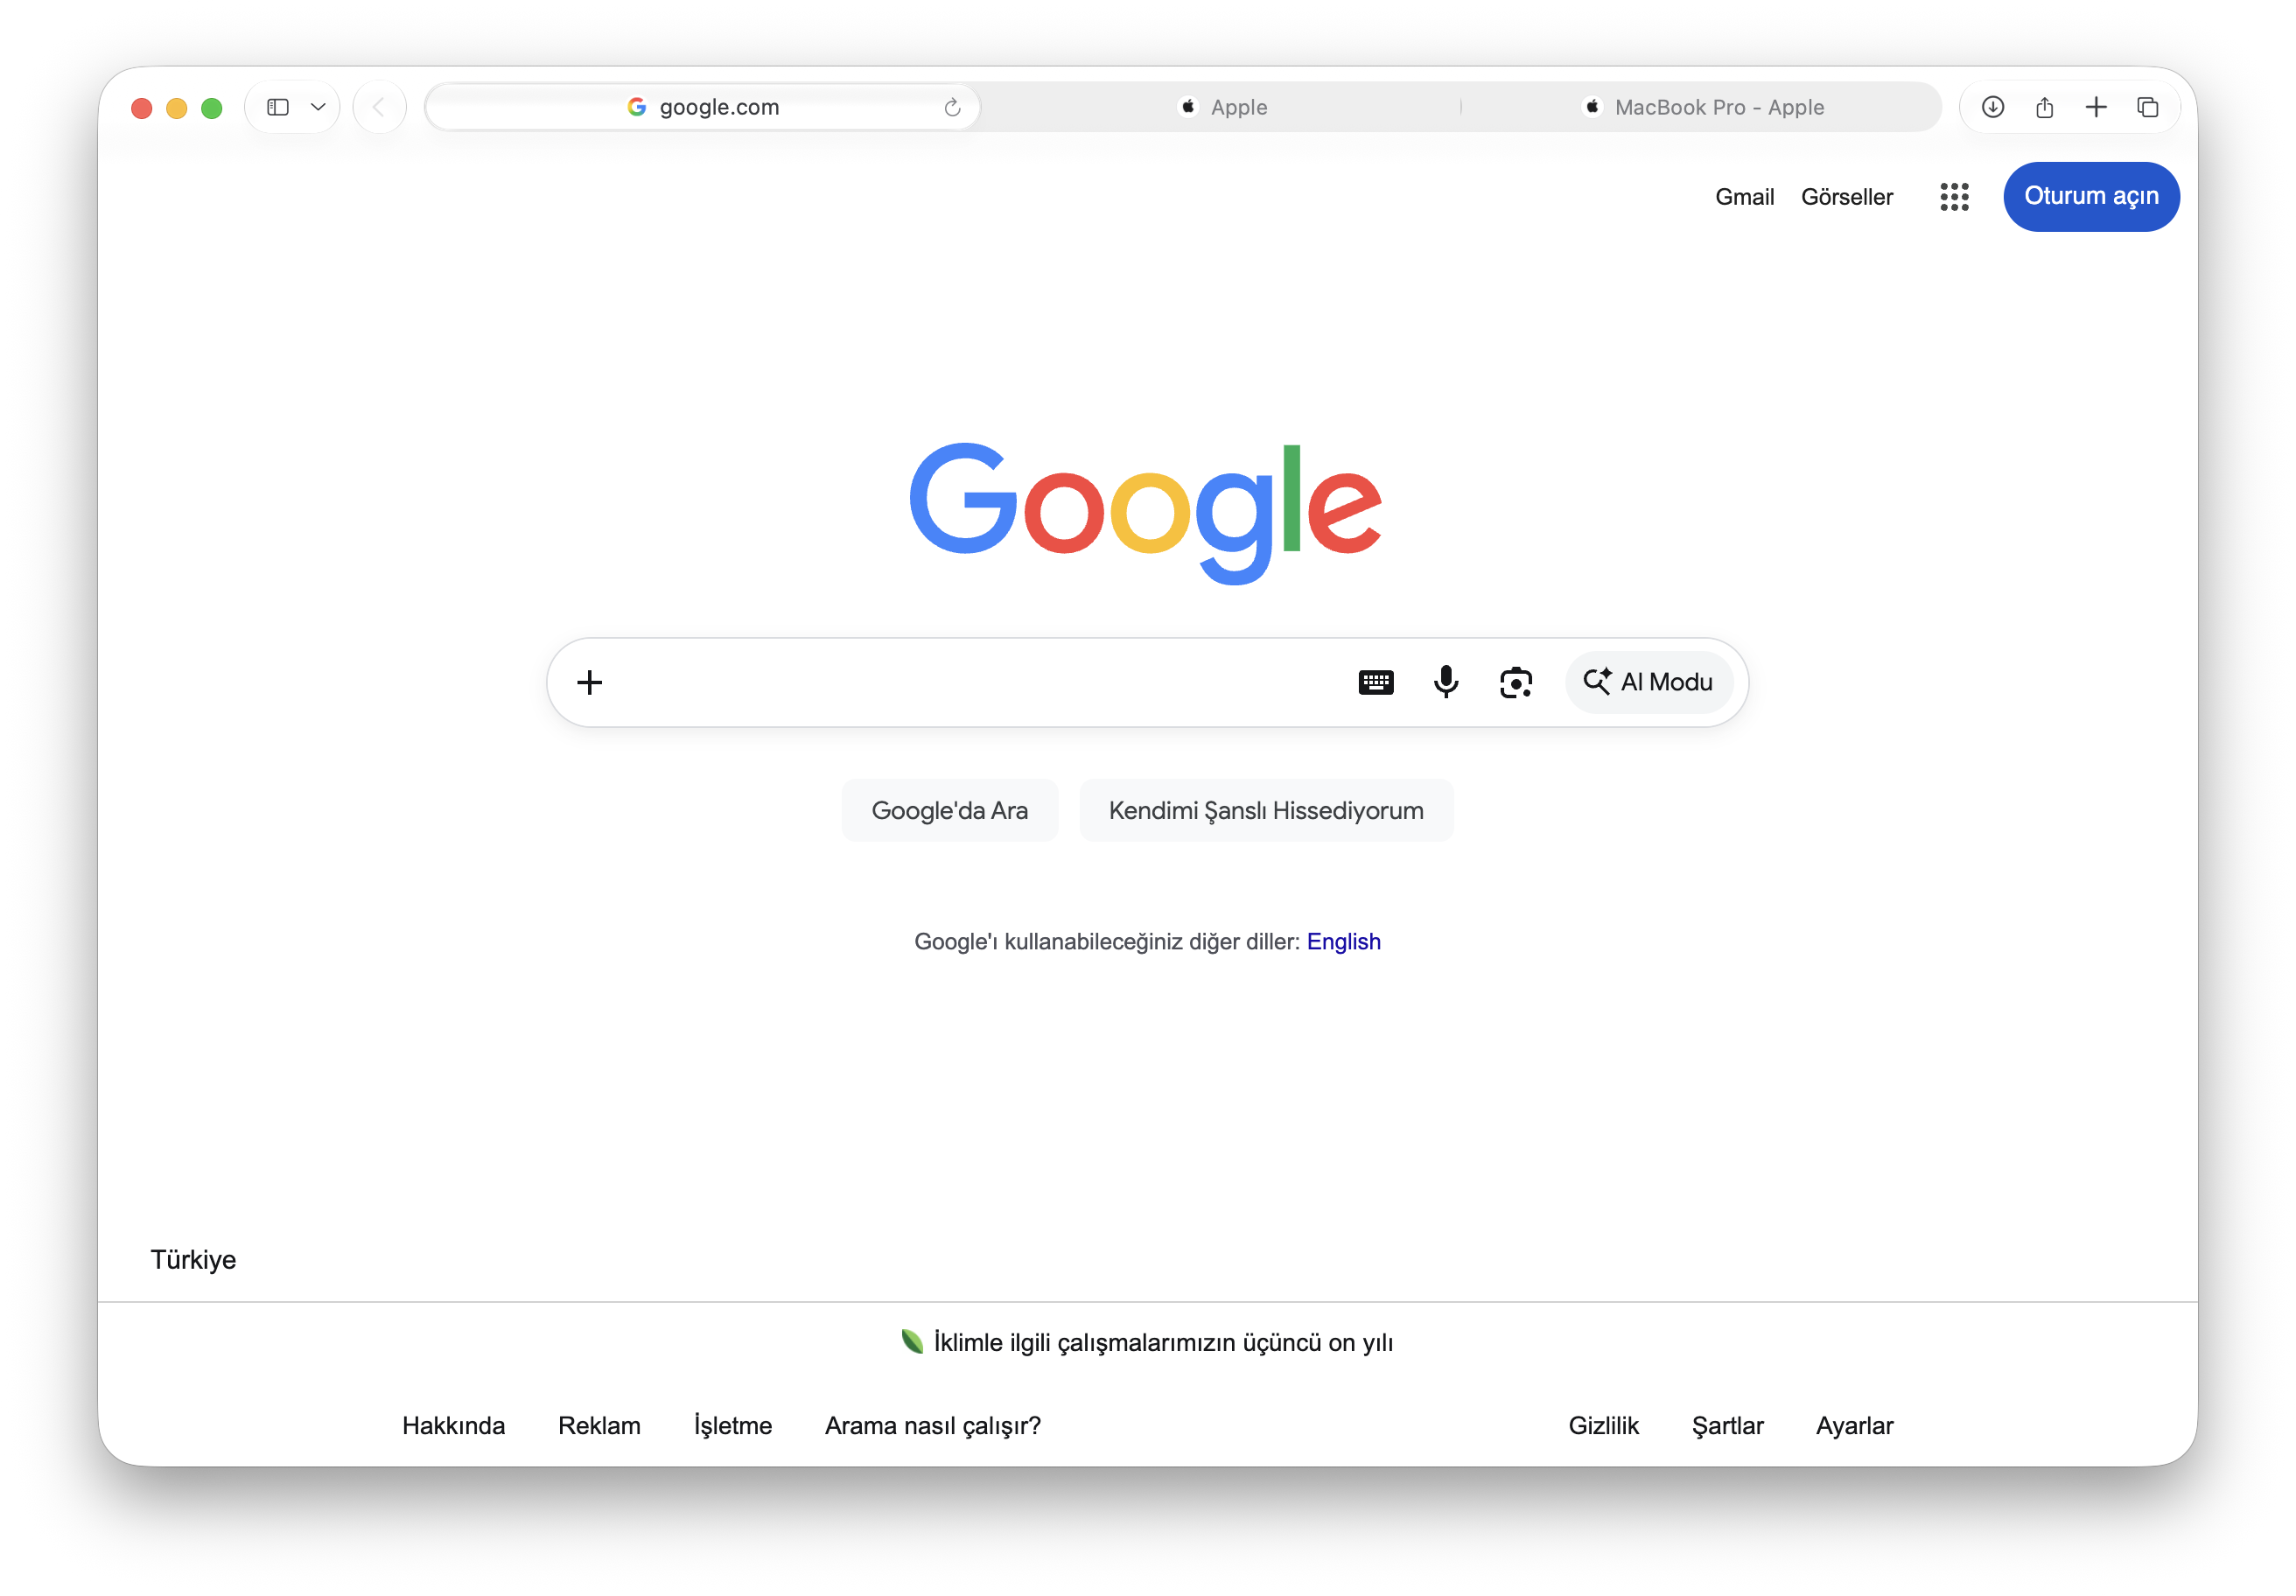 google.com
Apple
MacBook Pro - Apple
Gmail Görseller
Oturum açın
Google
AI Modu
Google'da Ara
Kendimi Şanslı Hissediyorum
Google'ı kullanabileceğiniz diğer diller: English
Türkiye
İklimle ilgili çalışmalarımızın üçüncü on yılı
Hakkında Reklam İşletme Arama nasıl çalışır? Gizlilik Şartlar Ayarlar